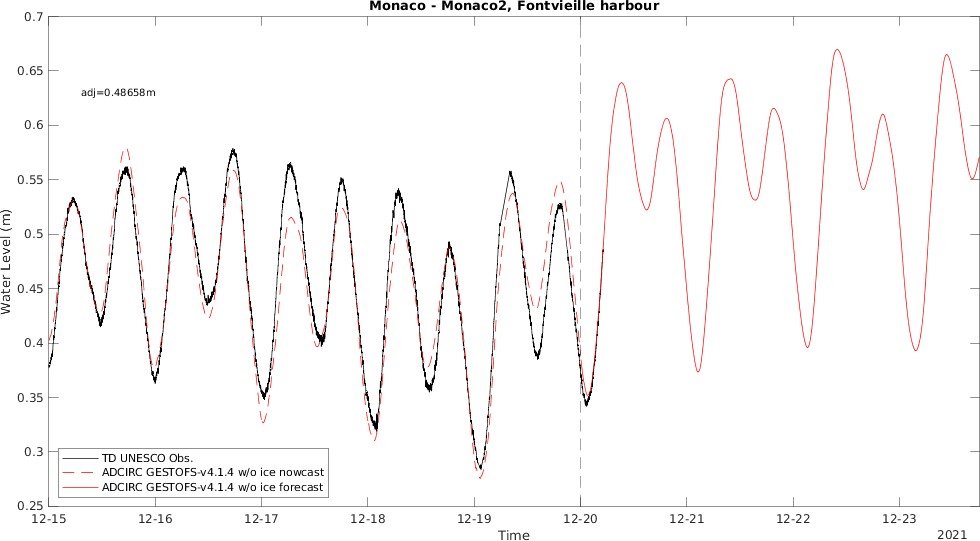 Monaco - Monaco2, Fontvieille harbour
0.7
0.65
adj=0.48658m
0.6
0.55
0.5
Water Level (m)
0.45
0.4
0.35
0.3
TD UNESCO Obs.
ADCIRC GESTOFS-v4.1.4 w/o ice nowcast
ADCIRC GESTOFS-v4.1.4 w/o ice forecast
0.25
12-15 12-16 12-17 12-18 12-19 12-20 12-21 12-22 12-23
Time
2021